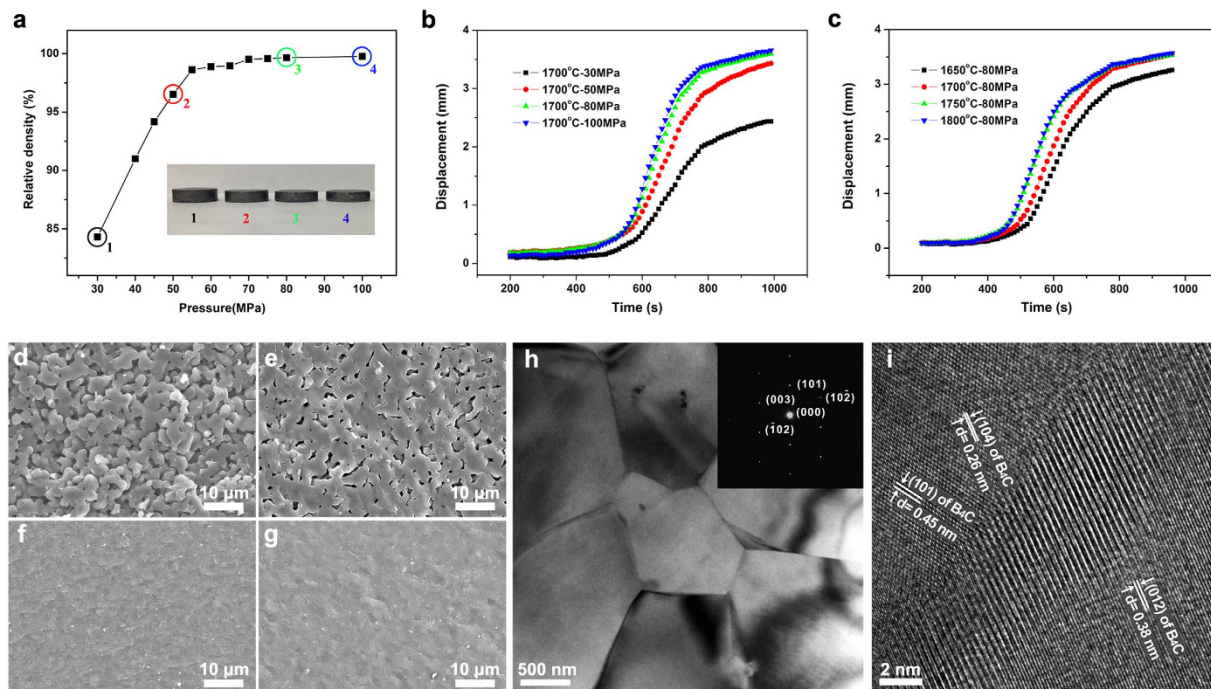 a
Relative density (%)
100
95
90
85
1
2
3
4
1 2 3 4
30 40 50 60 70 80 90 100
Pressure(MPa)
b
Displacement (mm)
4
3
2
1
0
1700°C-30MPa
1700°C-50MPa
1700°C-80MPa
1700°C-100MPa
200 400 600 800 1000
Time (s)
c
Displacement (mm)
4
3
2
1
0
1650°C-80MPa
1700°C-80MPa
1750°C-80MPa
1800°C-80MPa
200 400 600 800 1000
Time (s)
d
10 μm
e
10 μm
f
10 μm
g
10 μm
h
(101)
(003) (102̄)
(000)
(1̄02)
500 nm
i
(104) of B₄C
d= 0.26 nm
(101) of B₄C
d= 0.45 nm
(012) of B₄C
d= 0.38 nm
2 nm